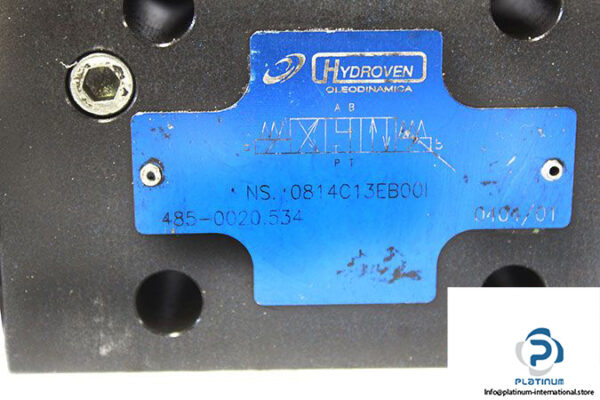 HYDROVEN
OLEODINAMICA
A B
a b
P T
NS. 0814C13EB00I
485-0020.534 0404/01
PLATINUM
Info@platinum-international.store